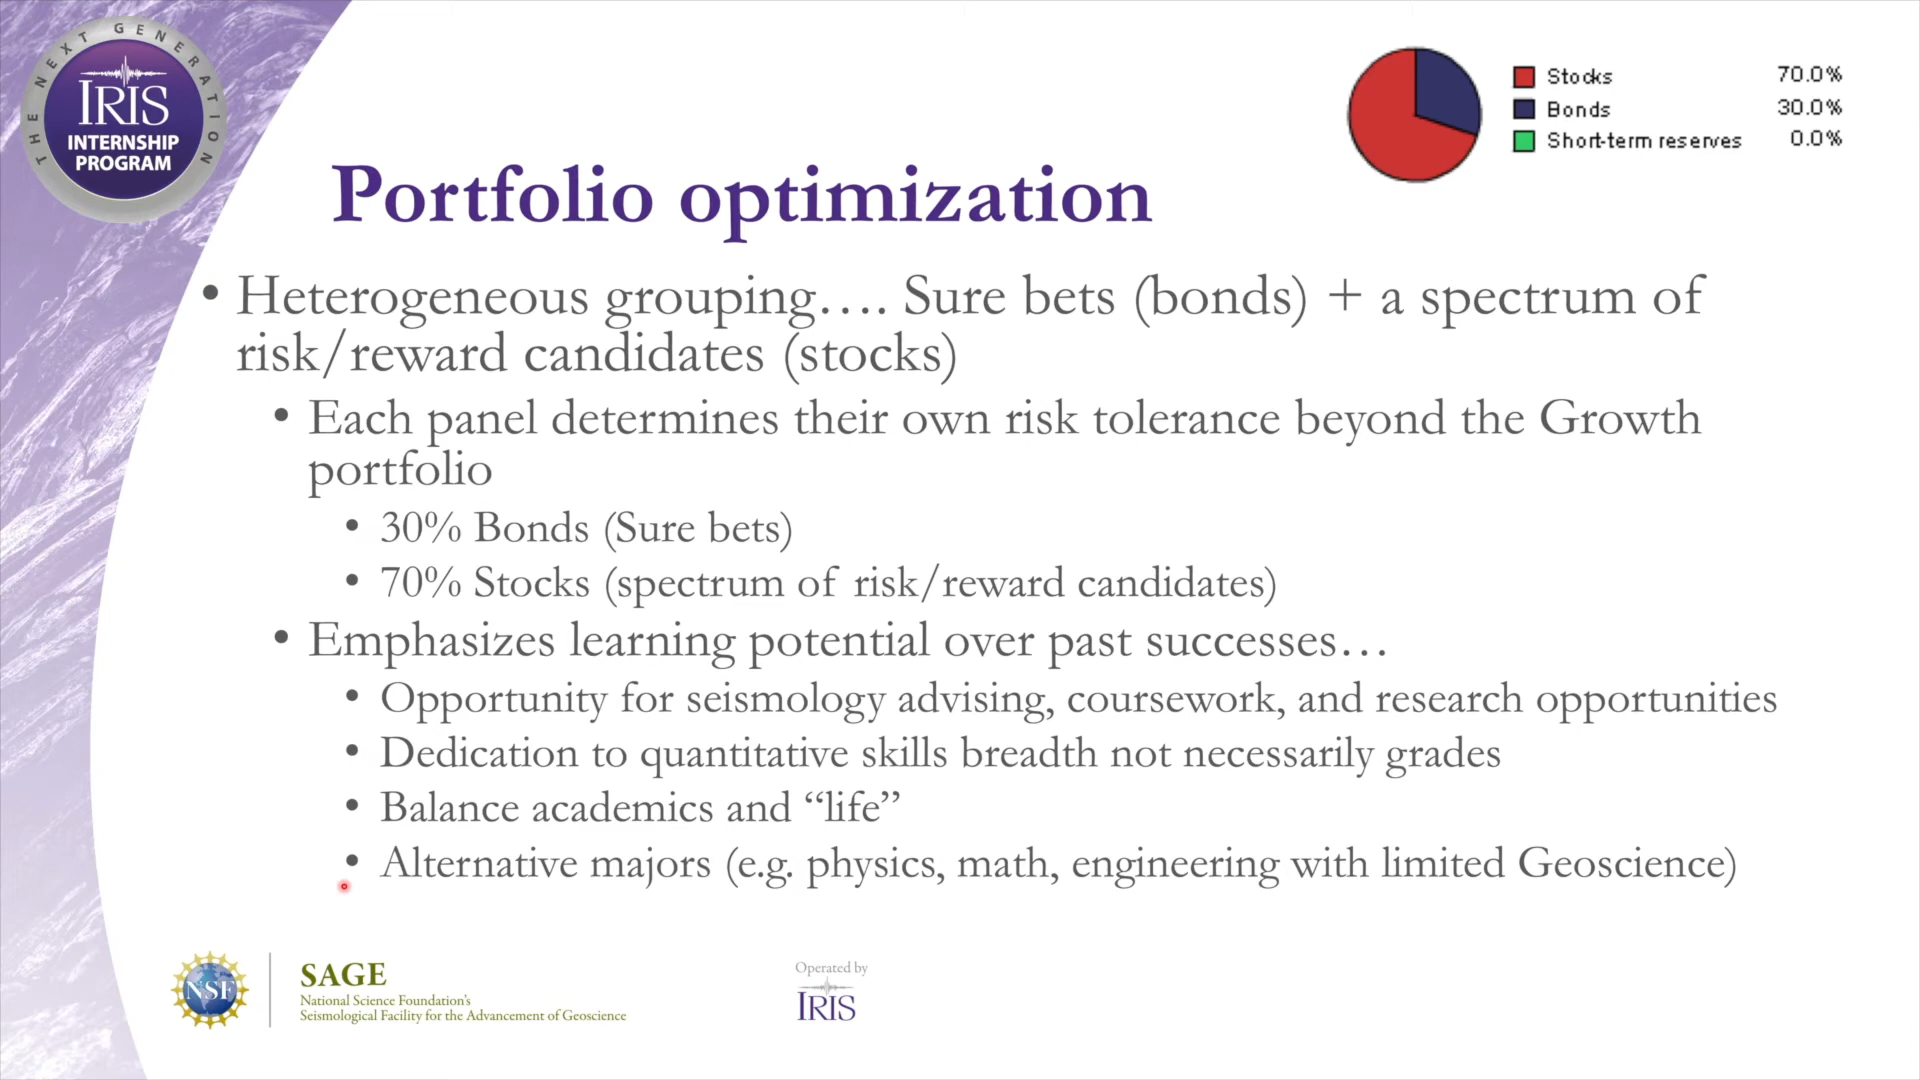 THE NEXT GENERATION
IRIS
INTERNSHIP
PROGRAM
Stocks 70.0%
Bonds 30.0%
Short-term reserves 0.0%
Portfolio optimization
• Heterogeneous grouping…. Sure bets (bonds) + a spectrum of
risk/reward candidates (stocks)
• Each panel determines their own risk tolerance beyond the Growth
portfolio
• 30% Bonds (Sure bets)
• 70% Stocks (spectrum of risk/reward candidates)
• Emphasizes learning potential over past successes…
• Opportunity for seismology advising, coursework, and research opportunities
• Dedication to quantitative skills breadth not necessarily grades
• Balance academics and “life”
• Alternative majors (e.g. physics, math, engineering with limited Geoscience)
NSF
SAGE
National Science Foundation's
Seismological Facility for the Advancement of Geoscience
Operated by
IRIS